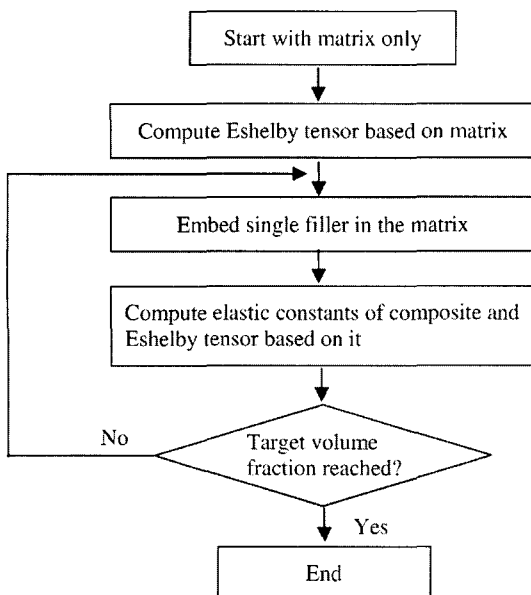 Start with matrix only
Compute Eshelby tensor based on matrix
Embed single filler in the matrix
Compute elastic constants of composite and
Eshelby tensor based on it
No
Target volume
fraction reached?
Yes
End